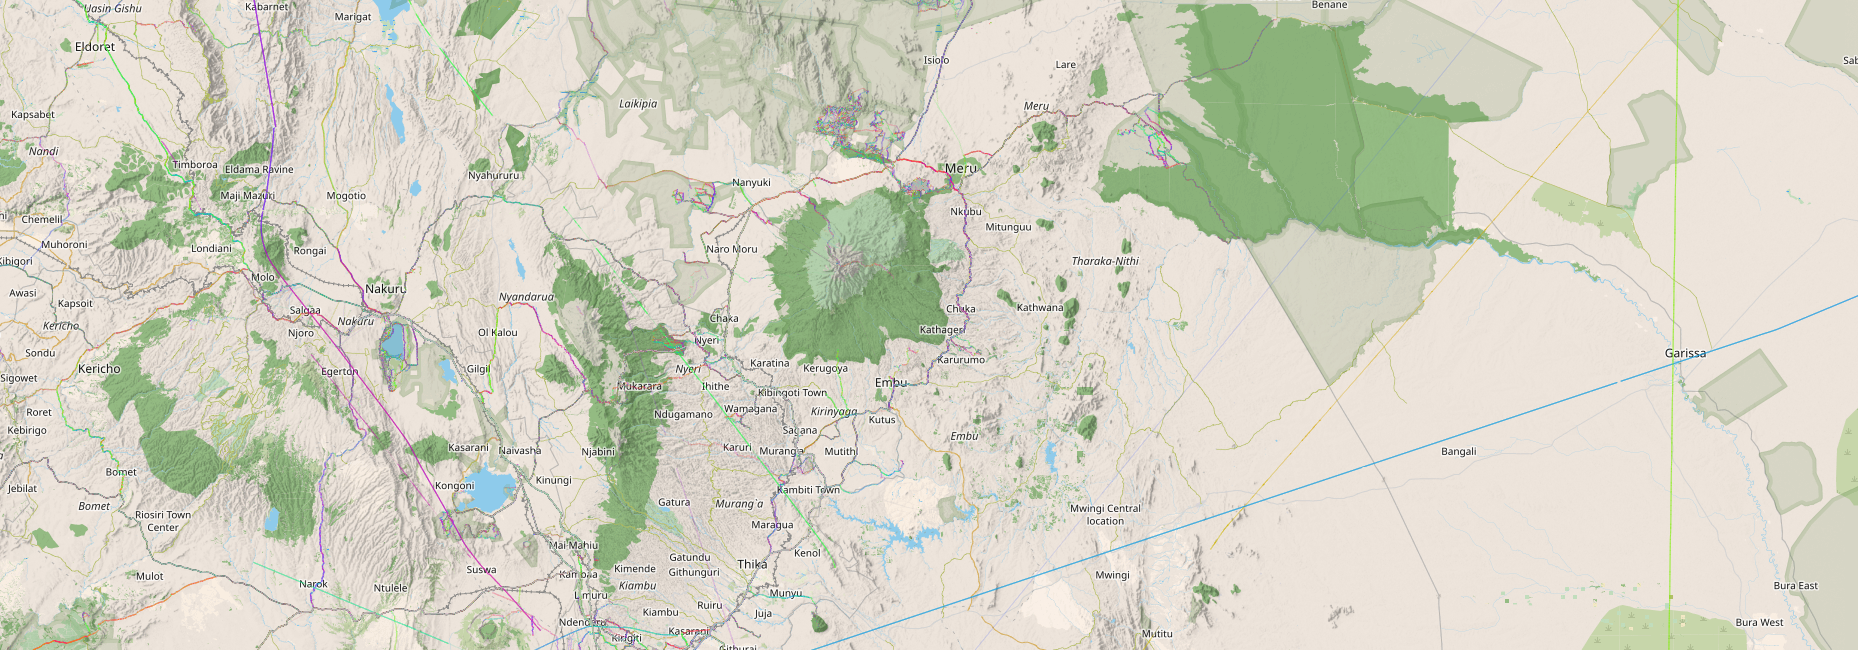 Uasin-Gishu
Kabarnet
Marigat
Benane
Eldoret
Isiolo
Lare
Laikipia
Meru
Kapsabet
Nandi
Timboroa
Eldama Ravine
Meru
Nyahururu
Nanyuki
Maji Mazuri
Mogotio
Chemelil
Nkubu
Mitunguu
Muhoroni
Londiani
Rongai
Naro Moru
Kibigori
Tharaka-Nithi
Molo
Awasi
Nakuru
Nyandarua
Kapsoit
Salgaa
Chuka
Kathwana
Kericho
Nakuru
Chaka
Njoro
Ol Kalou
Kathageri
Nyeri
Sondu
Garissa
Karurumo
Kericho
Egerton
Gilgil
Nyeri
Karatina
Kerugoya
Sigowet
Mukarara
Ihithe
Embu
Kibingoti Town
Roret
Ndugamano
Wamagana
Kirinyaga
Kutus
Kebirigo
Sagana
Embu
Kasarani
Naivasha
Njabini
Karuri
Murang'a
Mutithi
Bangali
Bomet
Kinungi
Jebilat
Kongoni
Kambiti Town
Bomet
Gatura
Murang'a
Riosiri Town
Center
Mwingi Central
location
Maragua
Mai-Mahiu
Kenol
Gatundu
Thika
Suswa
Kimende
Githunguri
Mulot
Narok
Ntulele
Kamba
Kiambu
Mwingi
Bura East
Limuru
Munyu
Kiambu
Ruiru
Juja
Ndenderu
Kasarani
Kirigiti
Bura West
Mutitu
Githurai